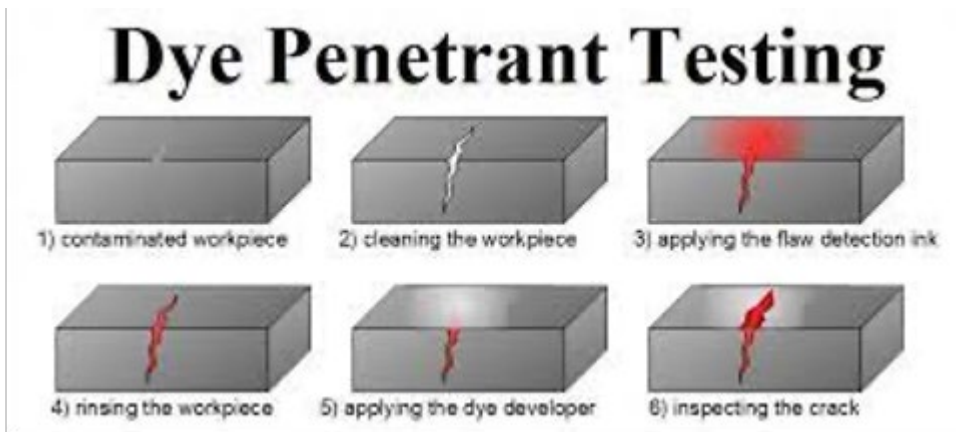 Dye Penetrant Testing
1) contaminated workpiece
2) cleaning the workpiece
3) applying the flaw detection ink
4) rinsing the workpiece
5) applying the dye developer
6) inspecting the crack